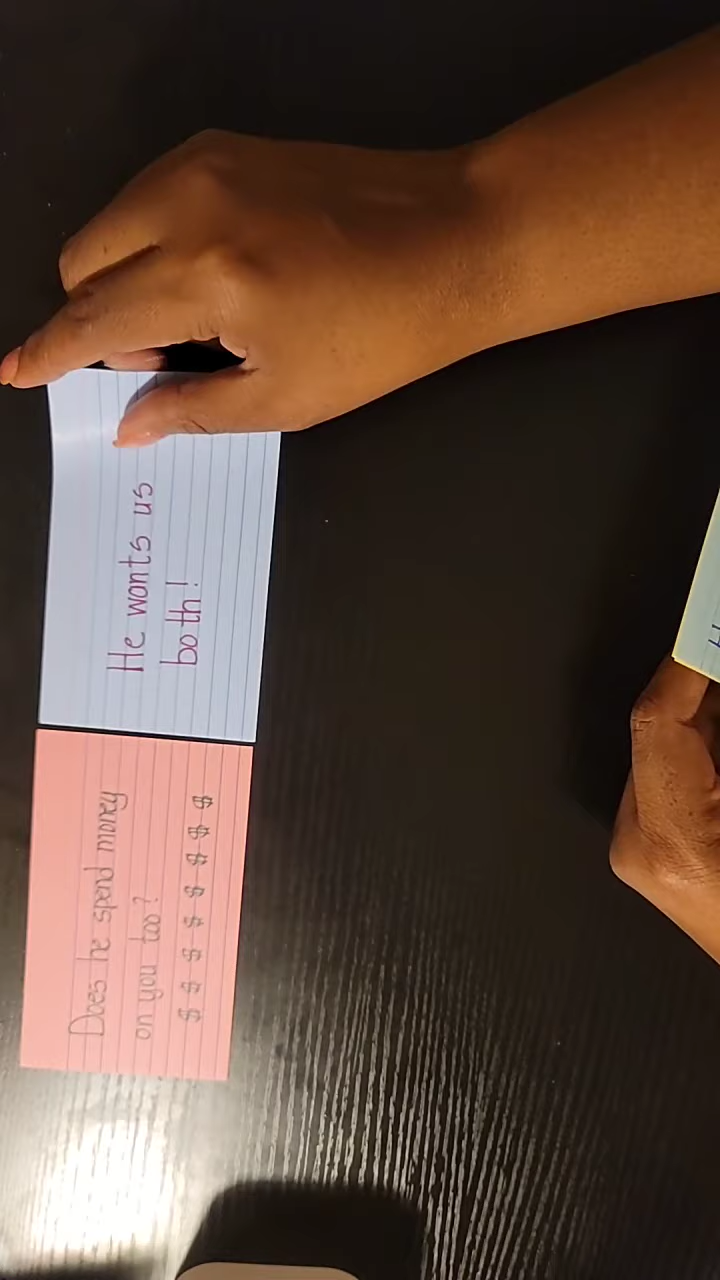 Does he spend money
on you too?
$ $ $ $ $ $ $ $
He wants us
both!